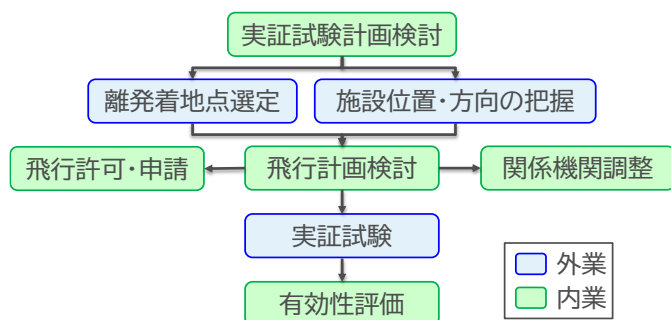 実証試験計画検討
離発着地点選定
施設位置・方向の把握
飛行許可・申請
飛行計画検討
関係機関調整
実証試験
有効性評価
外業
内業